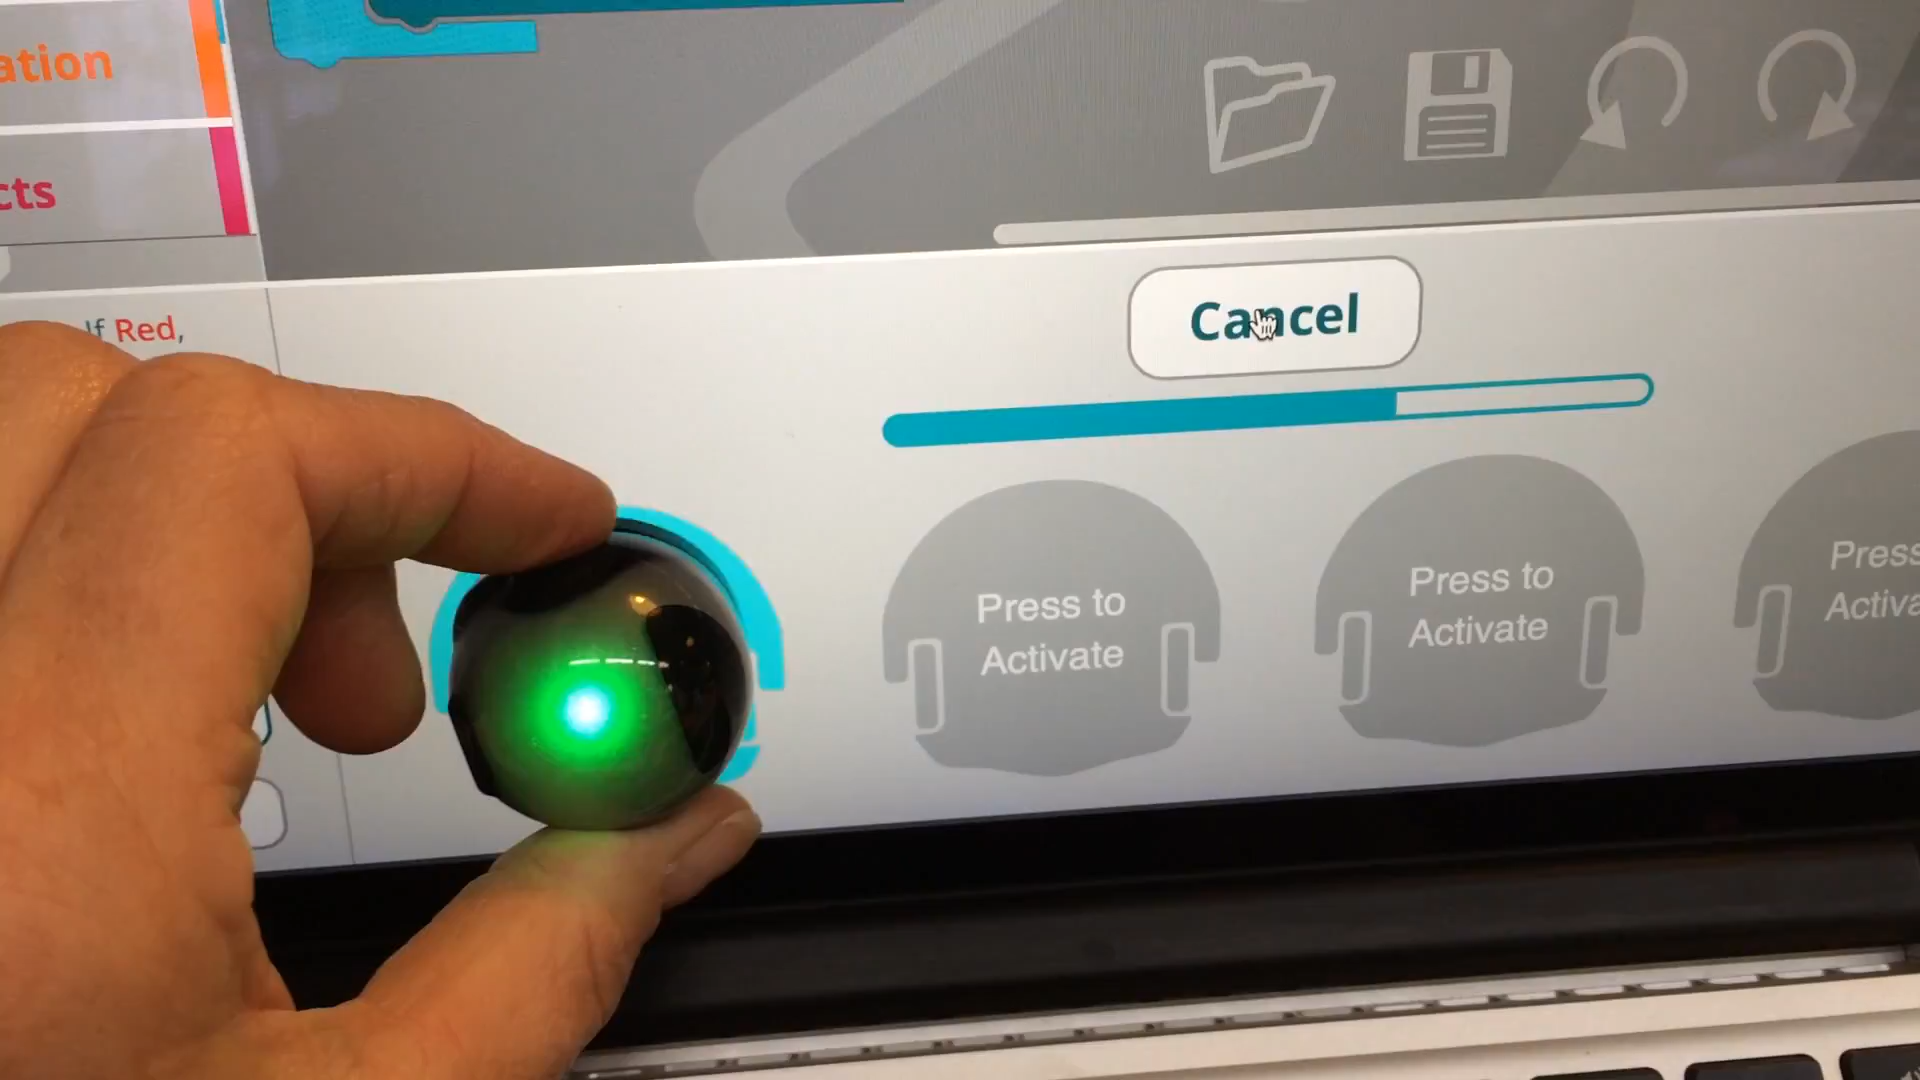 ation
cts
If Red,
Cancel
Press to
Activate
Press to
Activate
Press
Activa